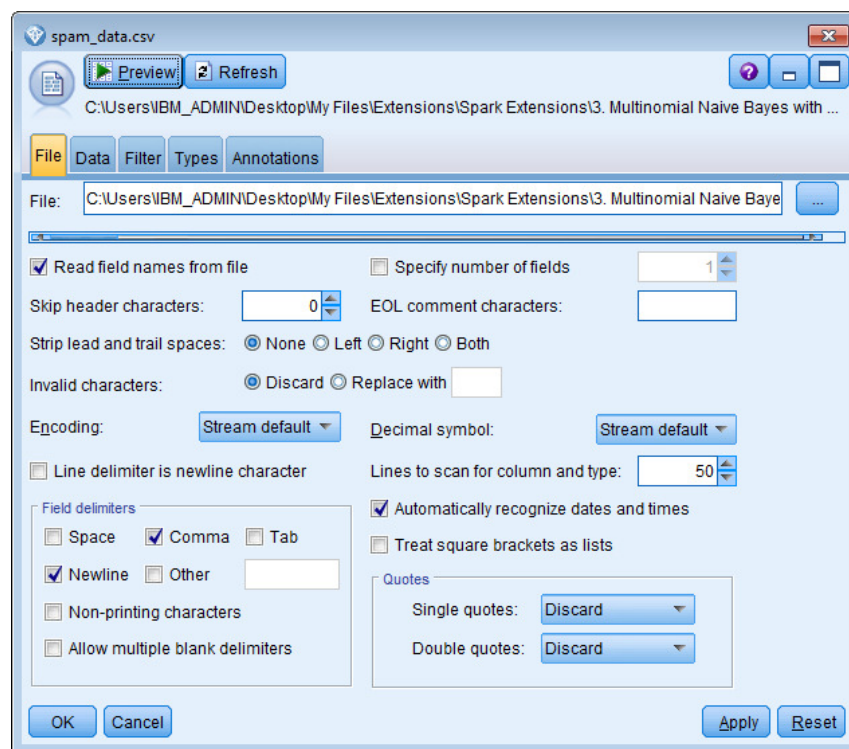 spam_data.csv
Preview Refresh
C:\Users\IBM_ADMIN\Desktop\My Files\Extensions\Spark Extensions\3. Multinomial Naive Bayes with ...
File Data Filter Types Annotations
File: C:\Users\IBM_ADMIN\Desktop\My Files\Extensions\Spark Extensions\3. Multinomial Naive Baye ...
Read field names from file Specify number of fields 1
Skip header characters: 0 EOL comment characters:
Strip lead and trail spaces: None Left Right Both
Invalid characters: Discard Replace with
Encoding: Stream default Decimal symbol: Stream default
Line delimiter is newline character Lines to scan for column and type: 50
Field delimiters Automatically recognize dates and times
Space Comma Tab Treat square brackets as lists
Newline Other Quotes
Non-printing characters Single quotes: Discard
Allow multiple blank delimiters Double quotes: Discard
OK Cancel Apply Reset